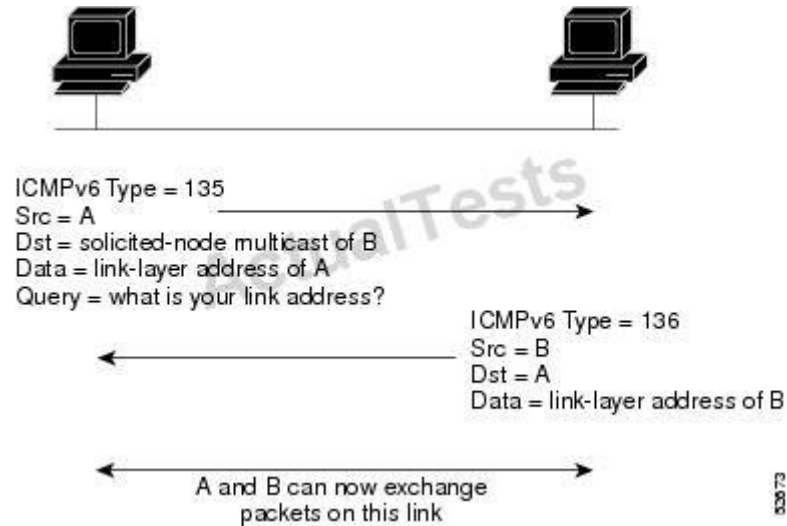 ICMPv6 Type = 135
Src = A
Dst = solicited-node multicast of B
Data = link-layer address of A
Query = what is your link address?
ActualTests
ICMPv6 Type = 136
Src = B
Dst = A
Data = link-layer address of B
A and B can now exchange
packets on this link
52673